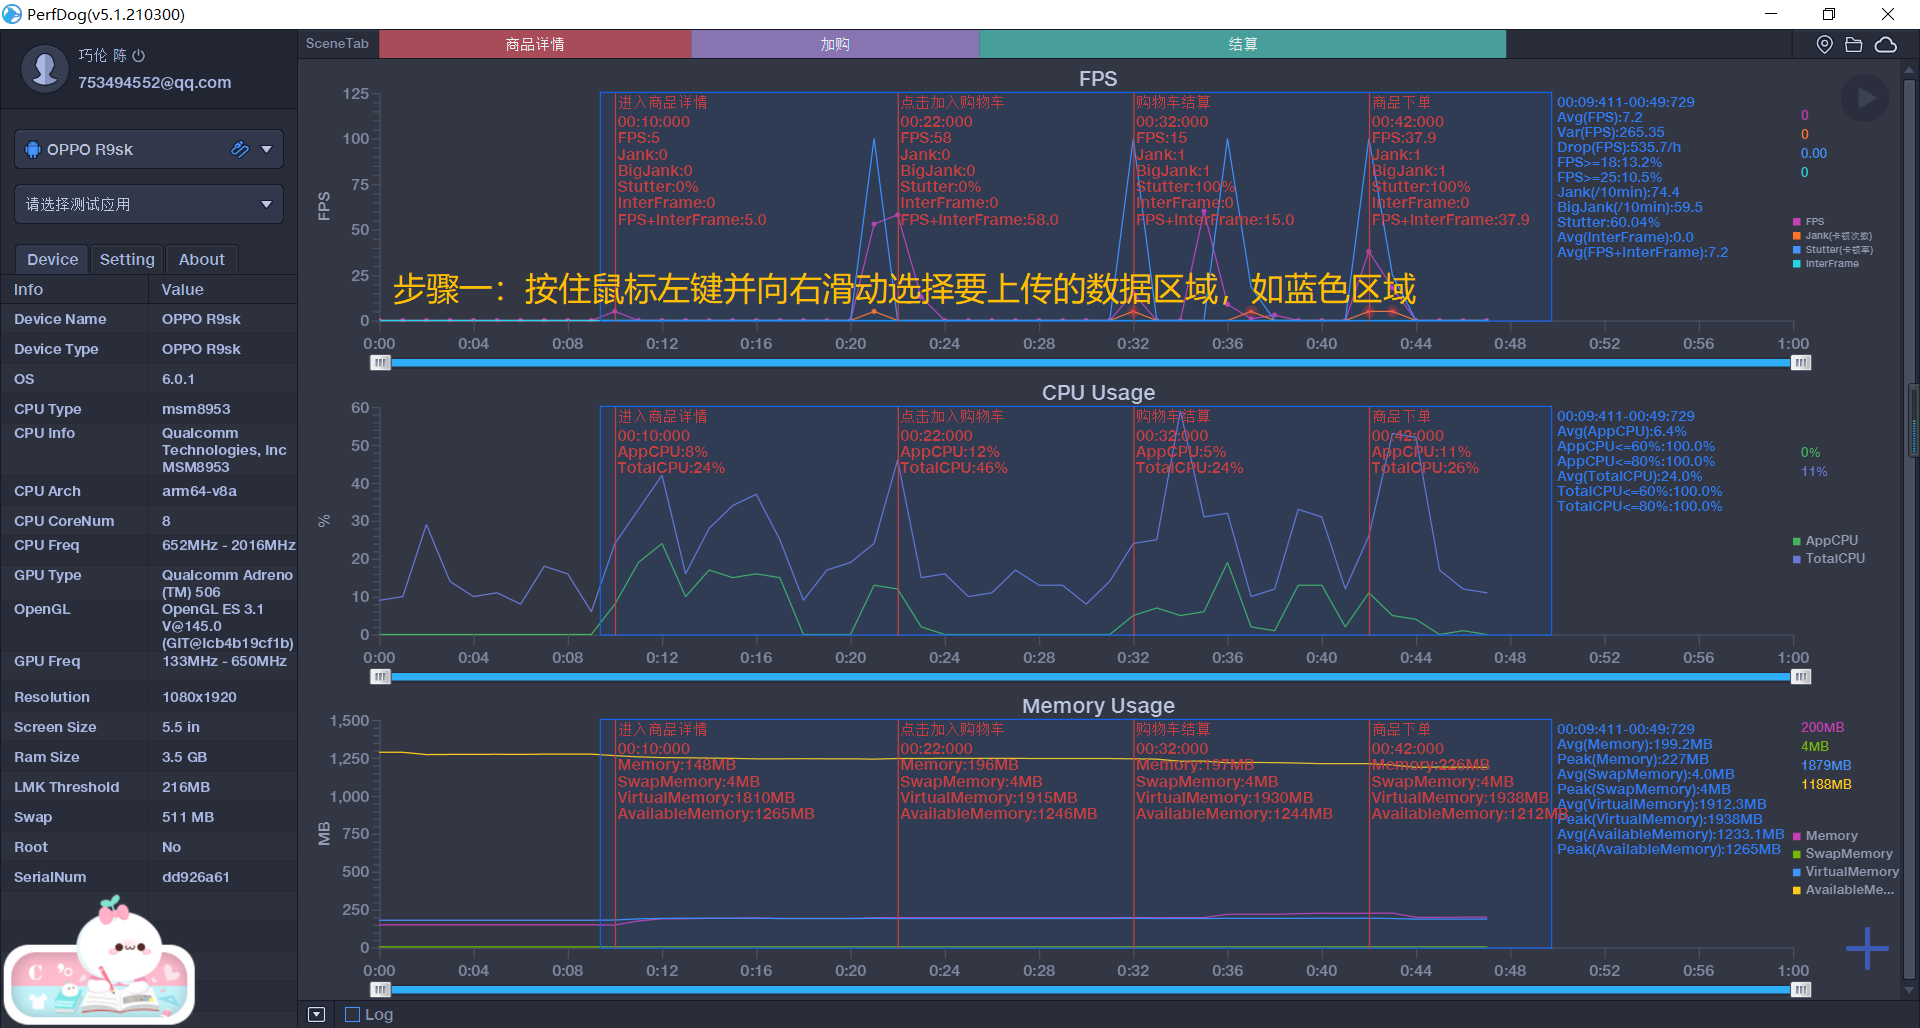 PerfDog(v5.1.210300)
巧伦 陈
753494552@qq.com
OPPO R9sk
请选择测试应用
Device Setting About
Info Value
Device Name OPPO R9sk
Device Type OPPO R9sk
OS 6.0.1
CPU Type msm8953
CPU Info Qualcomm
Technologies, Inc
MSM8953
CPU Arch arm64-v8a
CPU CoreNum 8
CPU Freq 652MHz - 2016MHz
GPU Type Qualcomm Adreno
(TM) 506
OpenGL OpenGL ES 3.1
V@145.0
(GIT@Icb4b19cf1b)
GPU Freq 133MHz - 650MHz
Resolution 1080x1920
Screen Size 5.5 in
Ram Size 3.5 GB
LMK Threshold 216MB
Swap 511 MB
Root No
SerialNum dd926a61
SceneTab 商品详情 加购 结算
FPS
125
100
75
50
25
0
FPS
进入商品详情
00:10:000
FPS:5
Jank:0
BigJank:0
Stutter:0%
InterFrame:0
FPS+InterFrame:5.0
点击加入购物车
00:22:000
FPS:58
Jank:0
BigJank:0
Stutter:0%
InterFrame:0
FPS+InterFrame:58.0
购物车结算
00:32:000
FPS:15
Jank:1
BigJank:1
Stutter:100%
InterFrame:0
FPS+InterFrame:15.0
商品下单
00:42:000
FPS:37.9
Jank:1
BigJank:1
Stutter:100%
InterFrame:0
FPS+InterFrame:37.9
00:09:411-00:49:729
Avg(FPS):7.2
Var(FPS):265.35
Drop(FPS):535.7/h
FPS>=18:13.2%
FPS>=25:10.5%
Jank(/10min):74.4
BigJank(/10min):59.5
Stutter:60.04%
Avg(InterFrame):0.0
Avg(FPS+InterFrame):7.2
0
0
0.00
0
FPS
Jank(卡顿次数)
Stutter(卡顿率)
InterFrame
步骤一：按住鼠标左键并向右滑动选择要上传的数据区域，如蓝色区域
0:00 0:04 0:08 0:12 0:16 0:20 0:24 0:28 0:32 0:36 0:40 0:44 0:48 0:52 0:56 1:00
CPU Usage
60
50
40
30
20
10
0
%
进入商品详情
00:10:000
AppCPU:8%
TotalCPU:24%
点击加入购物车
00:22:000
AppCPU:12%
TotalCPU:46%
购物车结算
00:32:000
AppCPU:5%
TotalCPU:24%
商品下单
00:42:000
AppCPU:11%
TotalCPU:26%
00:09:411-00:49:729
Avg(AppCPU):6.4%
AppCPU<=60%:100.0%
AppCPU<=80%:100.0%
Avg(TotalCPU):24.0%
TotalCPU<=60%:100.0%
TotalCPU<=80%:100.0%
0%
11%
AppCPU
TotalCPU
0:00 0:04 0:08 0:12 0:16 0:20 0:24 0:28 0:32 0:36 0:40 0:44 0:48 0:52 0:56 1:00
Memory Usage
1,500
1,250
1,000
750
500
250
0
MB
进入商品详情
00:10:000
Memory:148MB
SwapMemory:4MB
VirtualMemory:1810MB
AvailableMemory:1265MB
点击加入购物车
00:22:000
Memory:196MB
SwapMemory:4MB
VirtualMemory:1915MB
AvailableMemory:1246MB
购物车结算
00:32:000
Memory:197MB
SwapMemory:4MB
VirtualMemory:1930MB
AvailableMemory:1244MB
商品下单
00:42:000
Memory:226MB
SwapMemory:4MB
VirtualMemory:1938MB
AvailableMemory:1212MB
00:09:411-00:49:729
Avg(Memory):199.2MB
Peak(Memory):227MB
Avg(SwapMemory):4.0MB
Peak(SwapMemory):4MB
Avg(VirtualMemory):1912.3MB
Peak(VirtualMemory):1938MB
Avg(AvailableMemory):1233.1MB
Peak(AvailableMemory):1265MB
200MB
4MB
1879MB
1188MB
Memory
SwapMemory
VirtualMemory
AvailableMe...
0:00 0:04 0:08 0:12 0:16 0:20 0:24 0:28 0:32 0:36 0:40 0:44 0:48 0:52 0:56 1:00
Log
C